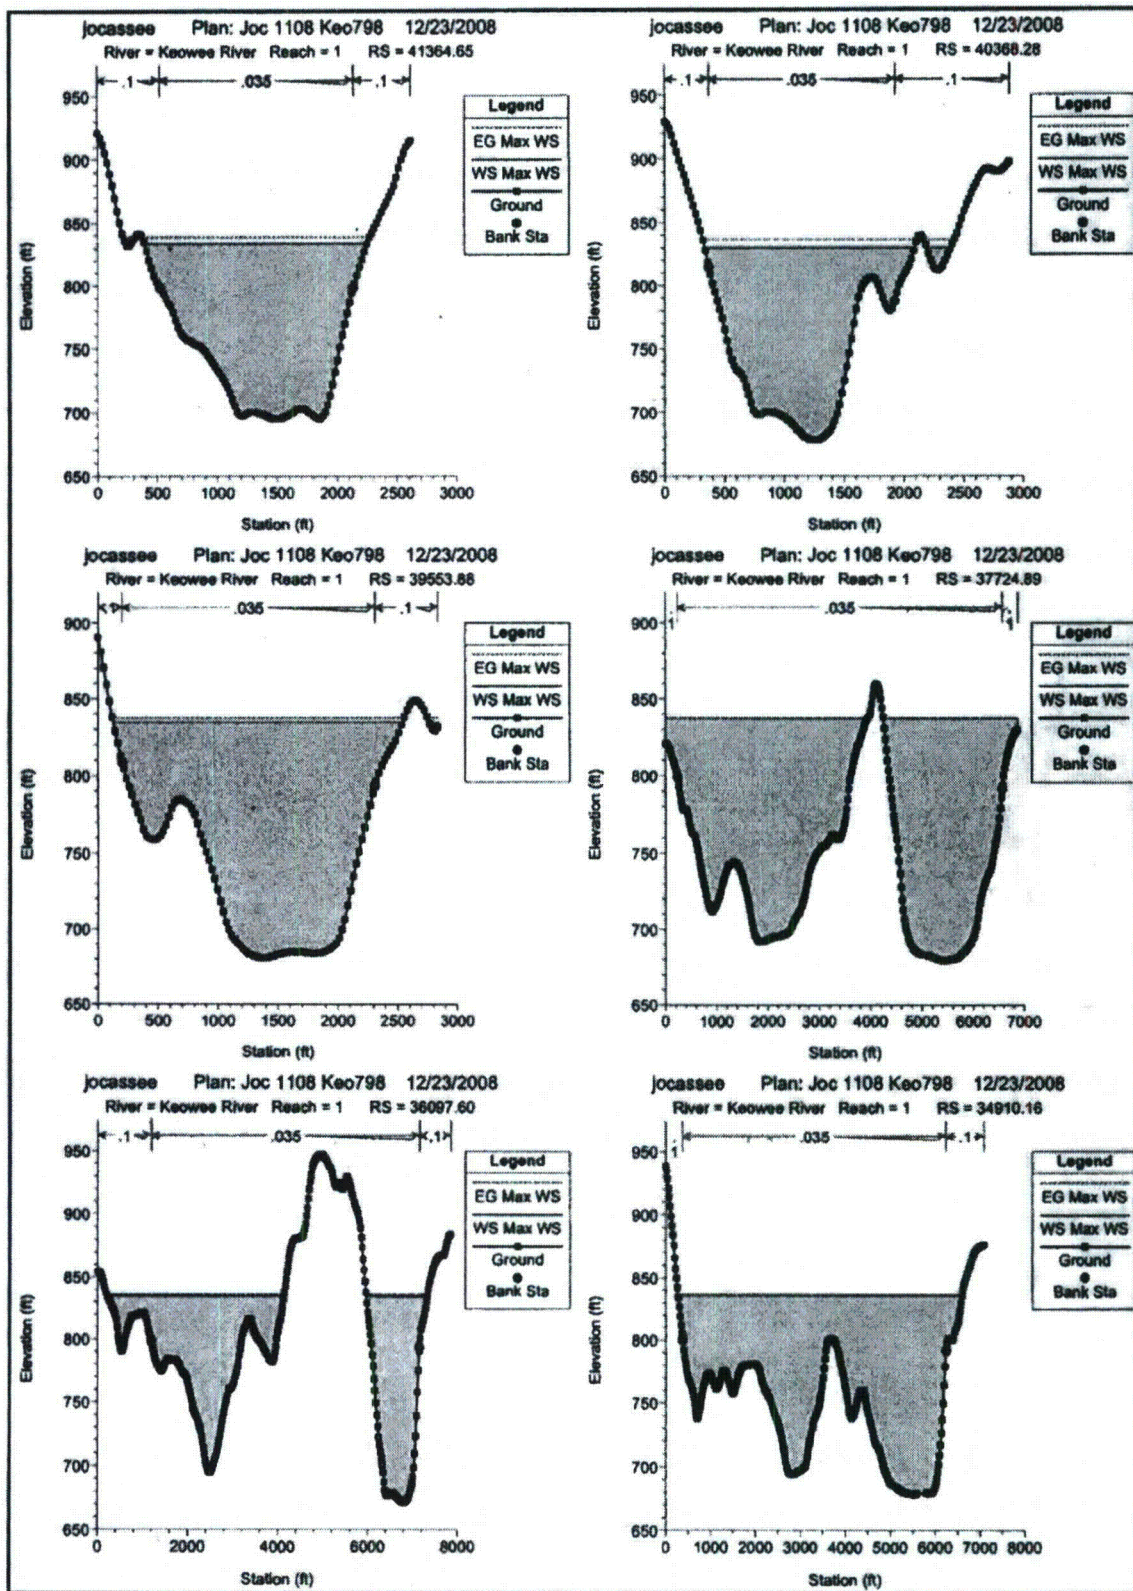 jocassee Plan: Joc 1108 Keo798 12/23/2008
River = Keowee River Reach = 1 RS = 41364.65
.1 .035 .1
Legend
EG Max WS
WS Max WS
Ground
Bank Sta
Elevation (ft)
950
900
850
800
750
700
650
0 500 1000 1500 2000 2500 3000
Station (ft)
jocassee Plan: Joc 1108 Keo798 12/23/2008
River = Keowee River Reach = 1 RS = 40368.28
.1 .035 .1
Legend
EG Max WS
WS Max WS
Ground
Bank Sta
Elevation (ft)
950
900
850
800
750
700
650
0 500 1000 1500 2000 2500 3000
Station (ft)
jocassee Plan: Joc 1108 Keo798 12/23/2008
River = Keowee River Reach = 1 RS = 39553.88
.1 .035 .1
Legend
EG Max WS
WS Max WS
Ground
Bank Sta
Elevation (ft)
900
850
800
750
700
650
0 500 1000 1500 2000 2500 3000
Station (ft)
jocassee Plan: Joc 1108 Keo798 12/23/2008
River = Keowee River Reach = 1 RS = 37724.89
.1 .035 .1
Legend
EG Max WS
WS Max WS
Ground
Bank Sta
Elevation (ft)
900
850
800
750
700
650
0 1000 2000 3000 4000 5000 6000 7000
Station (ft)
jocassee Plan: Joc 1108 Keo798 12/23/2008
River = Keowee River Reach = 1 RS = 36097.60
.1 .035 .1
Legend
EG Max WS
WS Max WS
Ground
Bank Sta
Elevation (ft)
950
900
850
800
750
700
650
0 2000 4000 6000 8000
Station (ft)
jocassee Plan: Joc 1108 Keo798 12/23/2008
River = Keowee River Reach = 1 RS = 34910.16
.1 .035 .1
Legend
EG Max WS
WS Max WS
Ground
Bank Sta
Elevation (ft)
950
900
850
800
750
700
650
0 1000 2000 3000 4000 5000 6000 7000 8000
Station (ft)